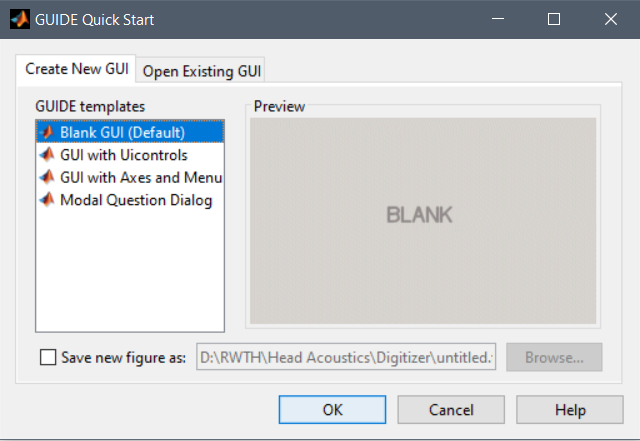 GUIDE Quick Start
Create New GUI
Open Existing GUI
GUIDE templates
Preview
Blank GUI (Default)
GUI with Uicontrols
GUI with Axes and Menu
Modal Question Dialog
BLANK
Save new figure as:
D:\RWTH\Head Acoustics\Digitizer\untitled.
Browse...
OK
Cancel
Help